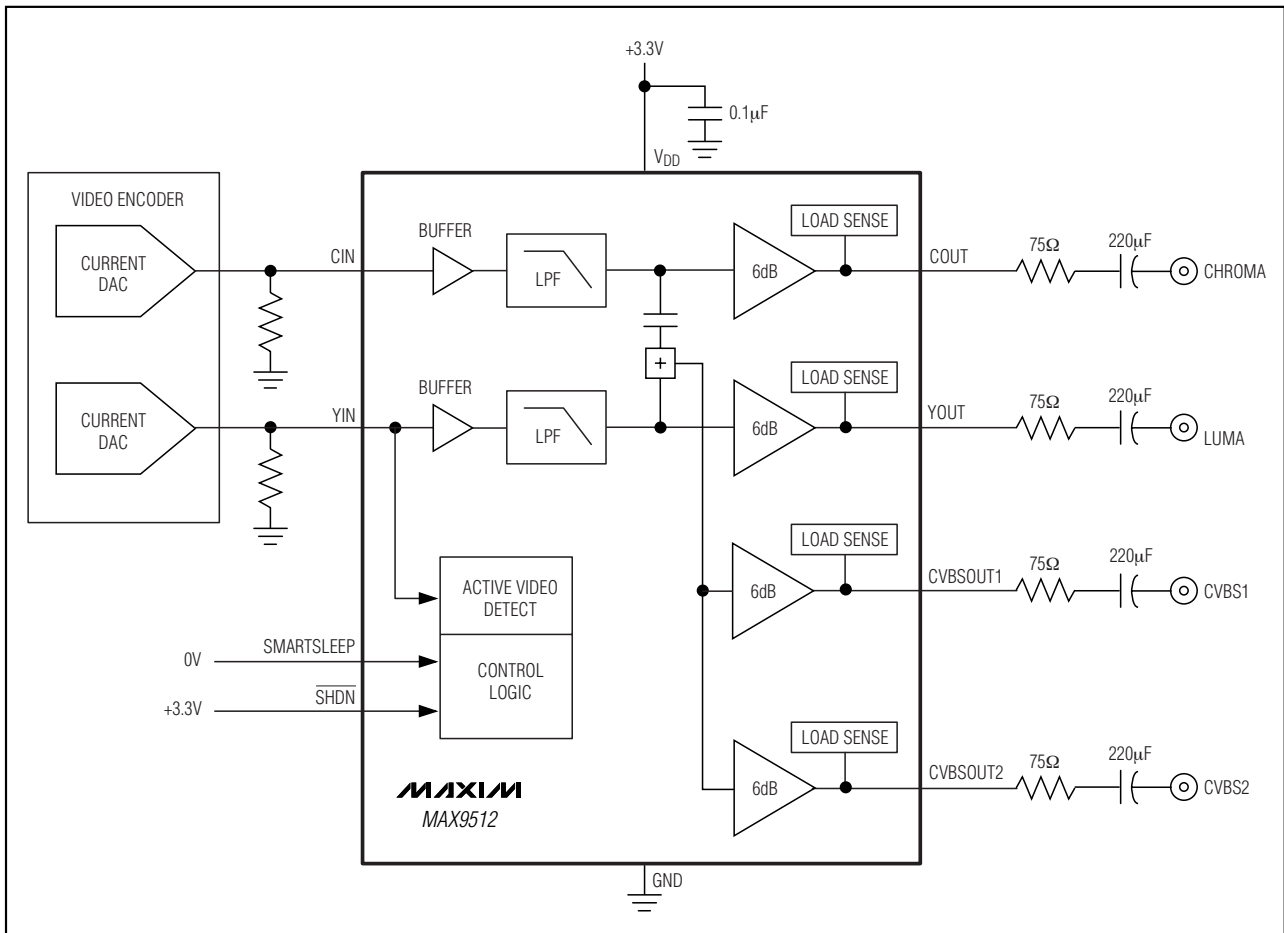 +3.3V
0.1μF
VDD
VIDEO ENCODER
CURRENT
DAC
CIN
BUFFER
LPF
6dB
LOAD SENSE
COUT
75Ω
220μF
CHROMA
+
CURRENT
DAC
YIN
BUFFER
LPF
6dB
LOAD SENSE
YOUT
75Ω
220μF
LUMA
ACTIVE VIDEO
DETECT
6dB
LOAD SENSE
CVBSOUT1
75Ω
220μF
CVBS1
0V
SMARTSLEEP
CONTROL
LOGIC
+3.3V
SHDN
6dB
LOAD SENSE
CVBSOUT2
75Ω
220μF
CVBS2
MAXIM
MAX9512
GND